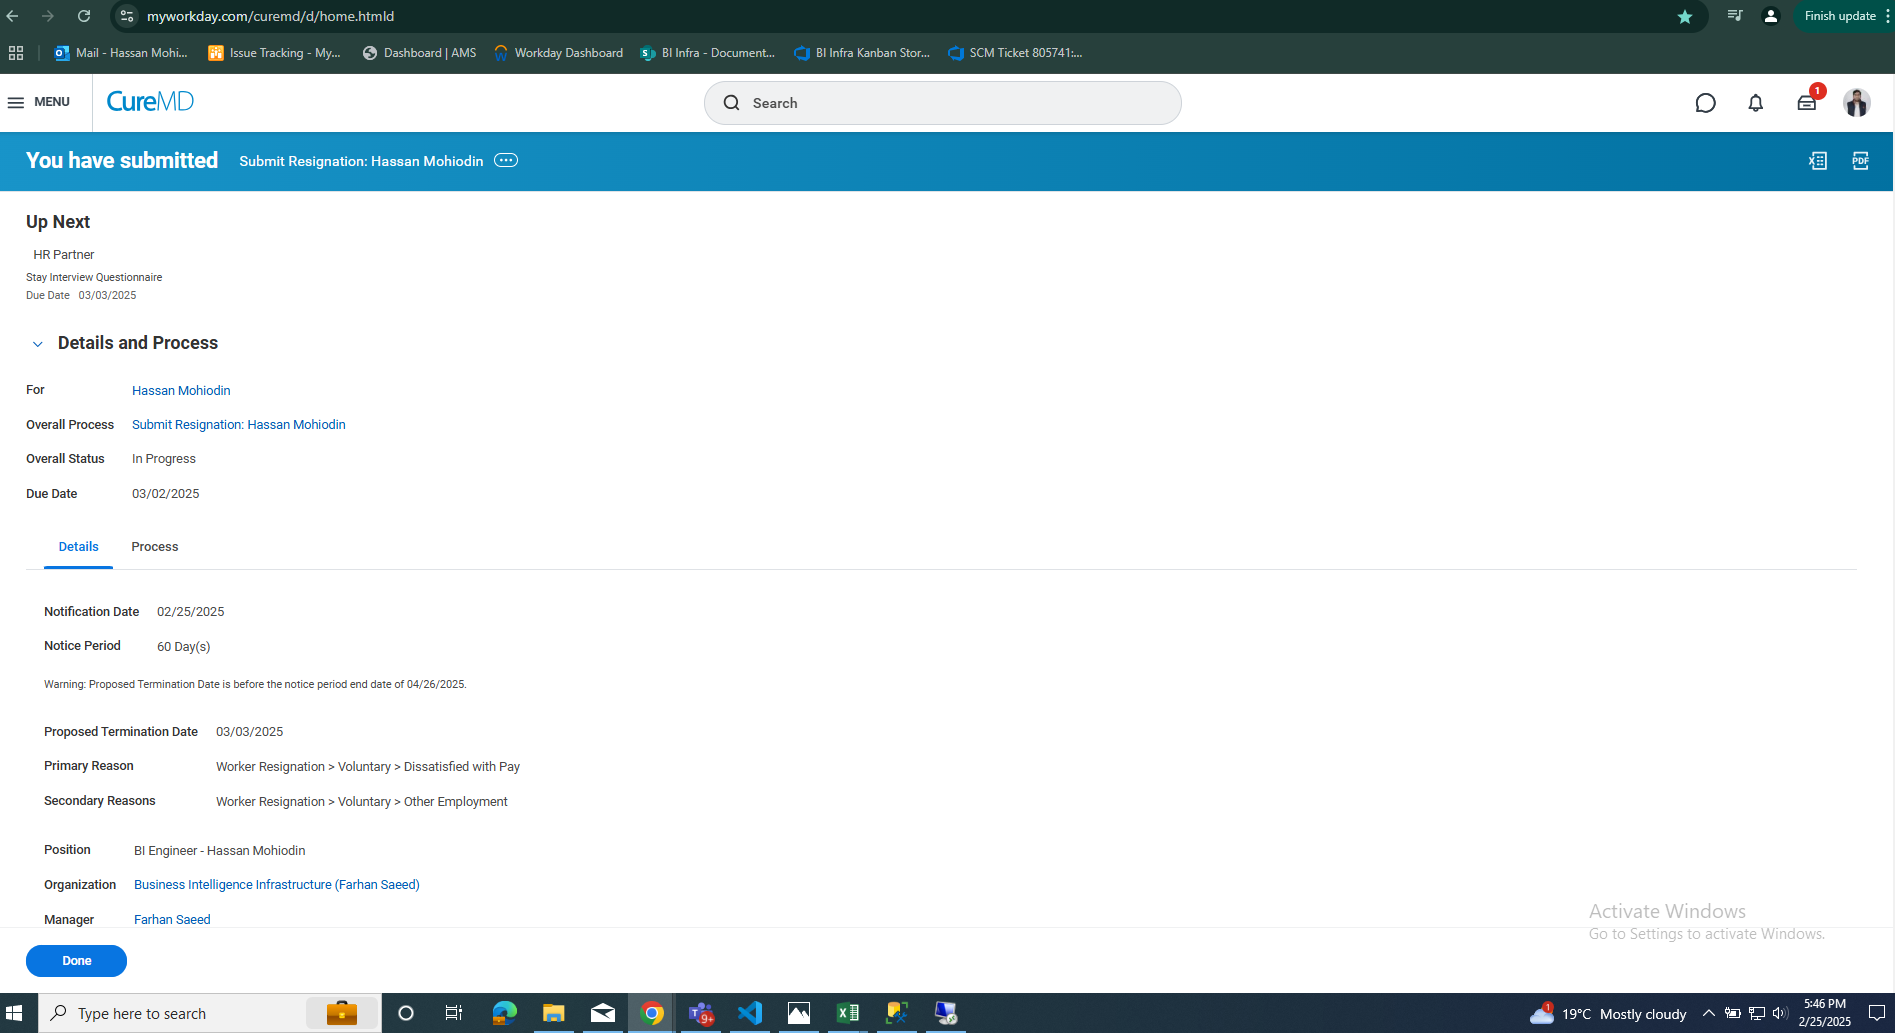 myworkday.com/curemd/d/home.htmld
Finish update
Mail - Hassan Mohi...
Issue Tracking - My...
Dashboard | AMS
Workday Dashboard
BI Infra - Document...
BI Infra Kanban Stor...
SCM Ticket 805741:...
MENU
CureMD
Search
1
You have submitted
Submit Resignation: Hassan Mohiodin
PDF
Up Next
HR Partner
Stay Interview Questionnaire
Due Date 03/03/2025
Details and Process
For Hassan Mohiodin
Overall Process Submit Resignation: Hassan Mohiodin
Overall Status In Progress
Due Date 03/02/2025
Details Process
Notification Date 02/25/2025
Notice Period 60 Day(s)
Warning: Proposed Termination Date is before the notice period end date of 04/26/2025.
Proposed Termination Date 03/03/2025
Primary Reason Worker Resignation > Voluntary > Dissatisfied with Pay
Secondary Reasons Worker Resignation > Voluntary > Other Employment
Position BI Engineer - Hassan Mohiodin
Organization Business Intelligence Infrastructure (Farhan Saeed)
Manager Farhan Saeed
Activate Windows
Go to Settings to activate Windows.
Done
Type here to search
9+
1
19°C Mostly cloudy
5:46 PM
2/25/2025